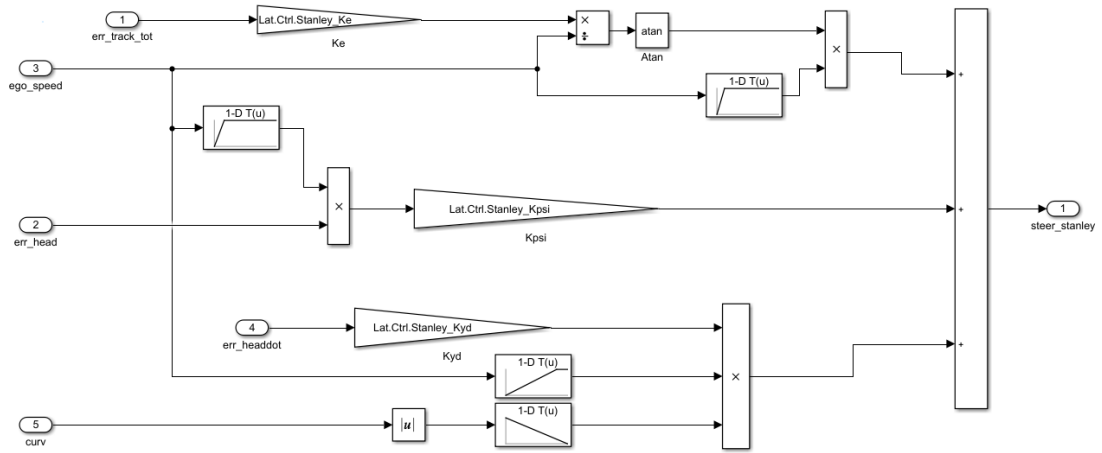 1
err_track_tot
Lat.Ctrl.Stanley_Ke
Ke
×
÷
atan
Atan
×
3
ego_speed
1-D T(u)
1-D T(u)
×
2
err_head
Lat.Ctrl.Stanley_Kpsi
Kpsi
+
+
+
1
steer_stanley
4
err_headdot
Lat.Ctrl.Stanley_Kyd
Kyd
1-D T(u)
×
1-D T(u)
5
curv
|u|